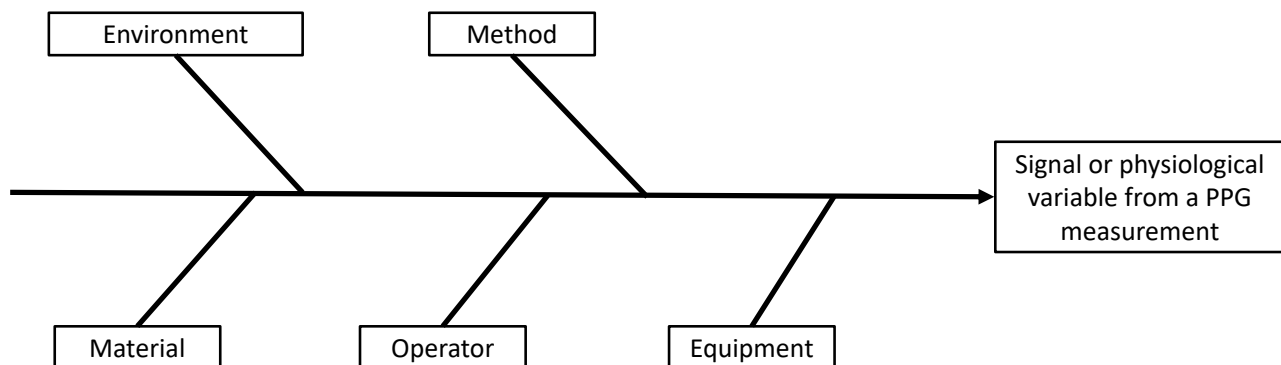 Environment
Method
Signal or physiological
variable from a PPG
measurement
Material
Operator
Equipment